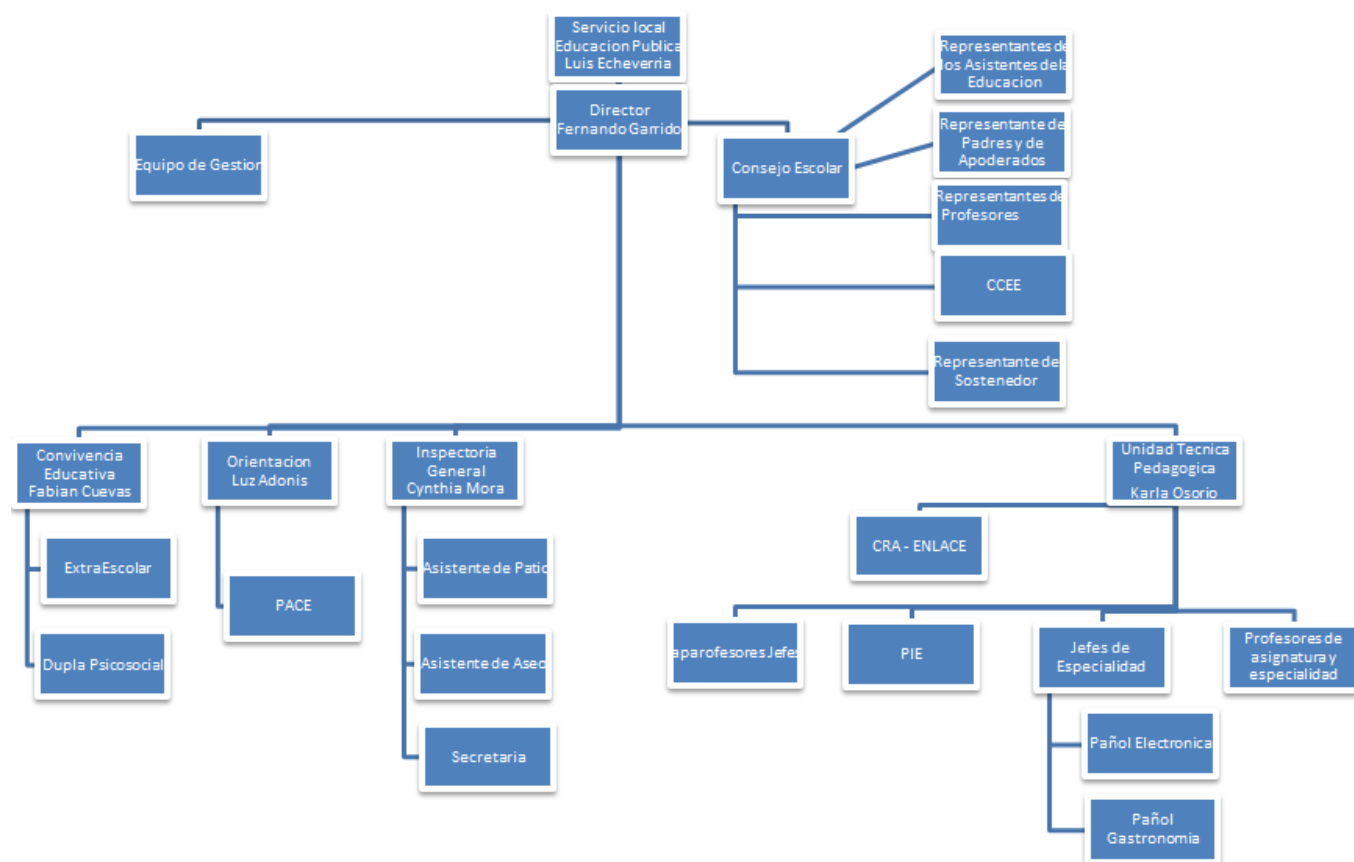 Servicio local
Educacion Publica
Luis Echeverria
Director
Fernando Garrido
Equipo de Gestion
Consejo Escolar
Representantes de
los Asistentes dela
Educacion
Representante de
Padres y de
Apoderados
Representantes de
Profesores
CCEE
Representante de
Sostenedor
Convivencia
Educativa
Fabian Cuevas
ExtraEscolar
Dupla Psicosocial
Orientacion
Luz Adonis
PACE
Inspectoria
General
Cynthia Mora
Asistente de Patio
Asistente de Aseo
Secretaria
Unidad Tecnica
Pedagogica
Karla Osorio
CRA - ENLACE
aparofesores Jefes
PIE
Jefes de
Especialidad
Pañol Electronica
Pañol
Gastronomia
Profesores de
asignatura y
especialidad